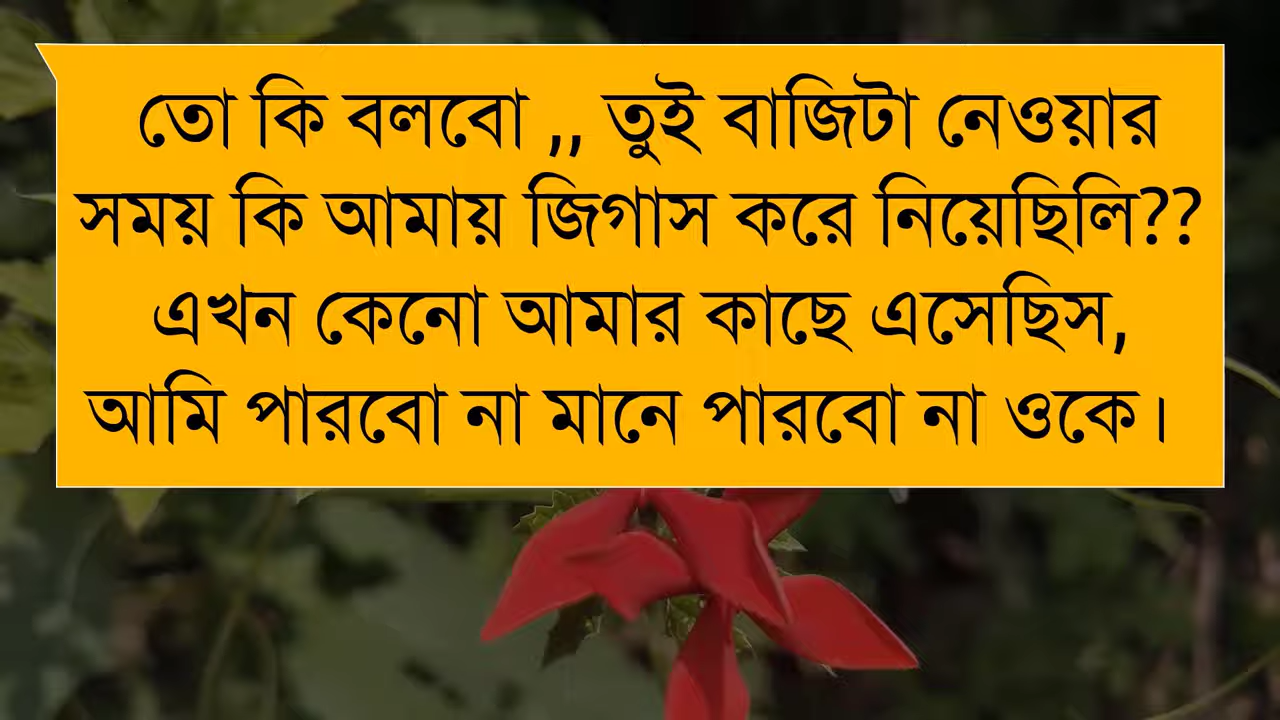 তো কি বলবো ,, তুই বাজিটা নেওয়ার
সময় কি আমায় জিগাস করে নিয়েছিলি??
এখন কেনো আমার কাছে এসেছিস,
আমি পারবো না মানে পারবো না ওকে।